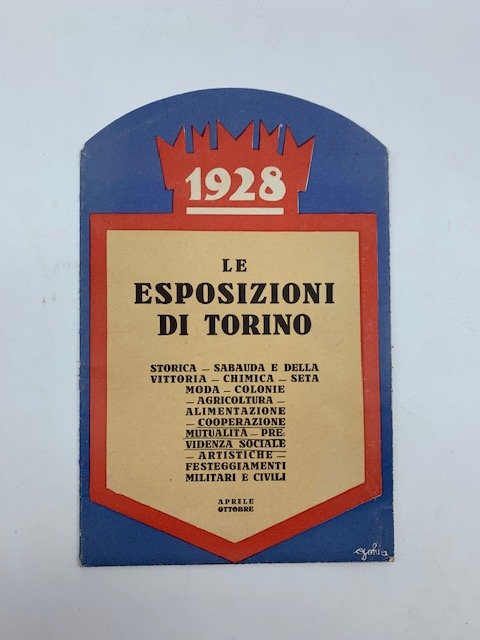 1928
LE
ESPOSIZIONI
DI TORINO
STORICA – SABAUDA E DELLA
VITTORIA – CHIMICA – SETA
MODA – COLONIE
– AGRICOLTURA –
ALIMENTAZIONE
– COOPERAZIONE
MUTUALITÀ – PRE-
VIDENZA SOCIALE
– ARTISTICHE –
FESTEGGIAMENTI
MILITARI E CIVILI
APRILE
OTTOBRE